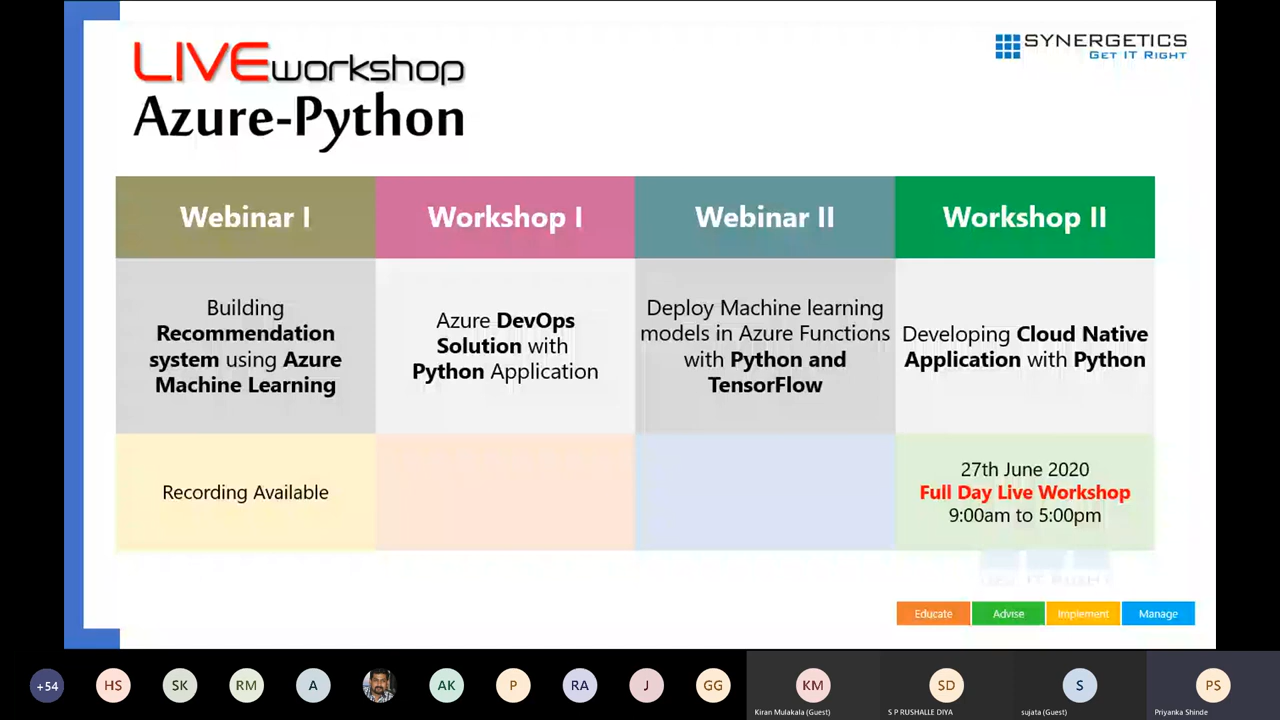 LIVEworkshop
Azure-Python
SYNERGETICS
GET IT RIGHT
Webinar I
Workshop I
Webinar II
Workshop II
Building
Recommendation
system using Azure
Machine Learning
Azure DevOps
Solution with
Python Application
Deploy Machine learning
models in Azure Functions
with Python and
TensorFlow
Developing Cloud Native
Application with Python
Recording Available
27th June 2020
Full Day Live Workshop
9:00am to 5:00pm
GET IT RIGHT
Educate
Advise
Implement
Manage
+54
HS
SK
RM
A
AK
P
RA
J
GG
KM
SD
S
PS
Kiran Mulakala (Guest)
S P RUSHALLE DIYA
sujata (Guest)
Priyanka Shinde